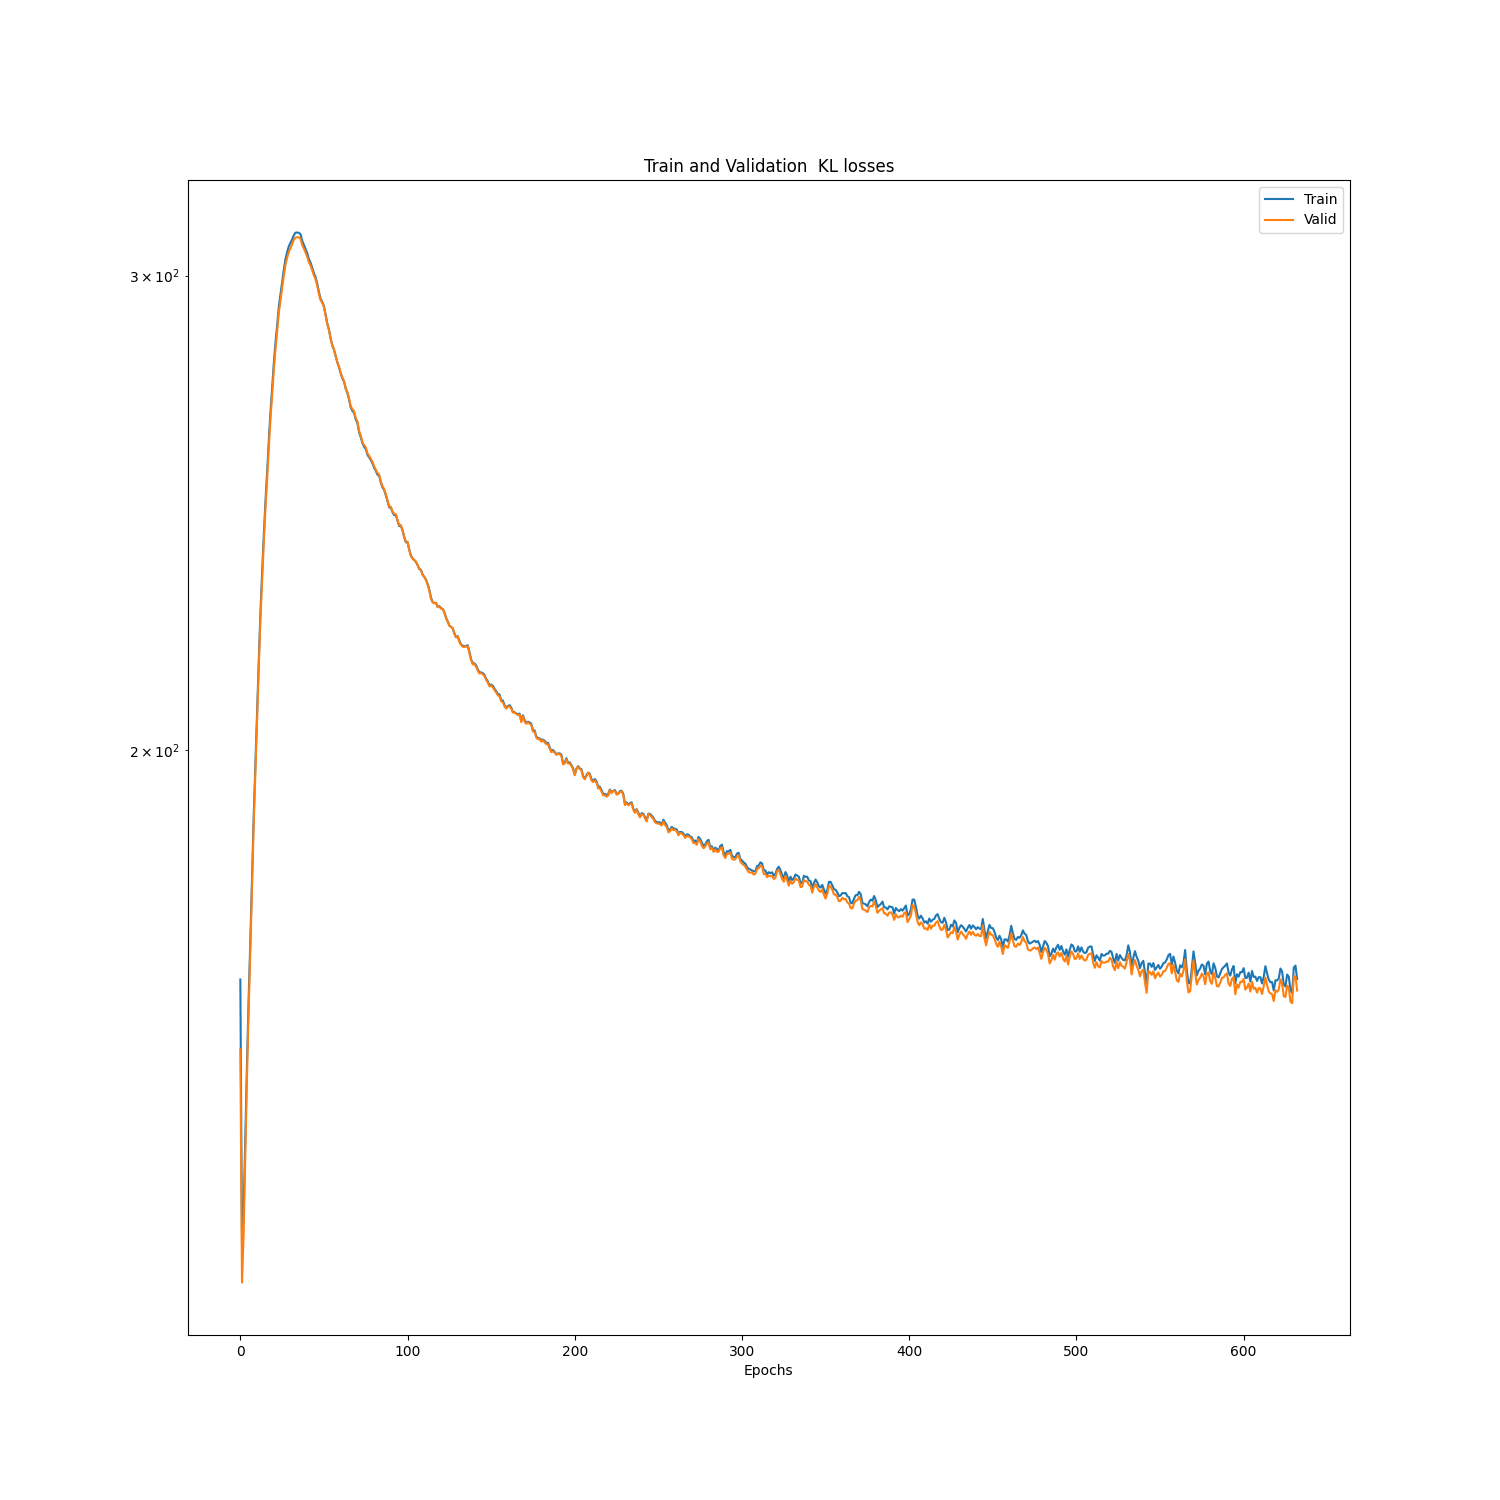 Train and Validation  KL losses
Train
Valid
3 × 10²
2 × 10²
0 100 200 300 400 500 600
Epochs